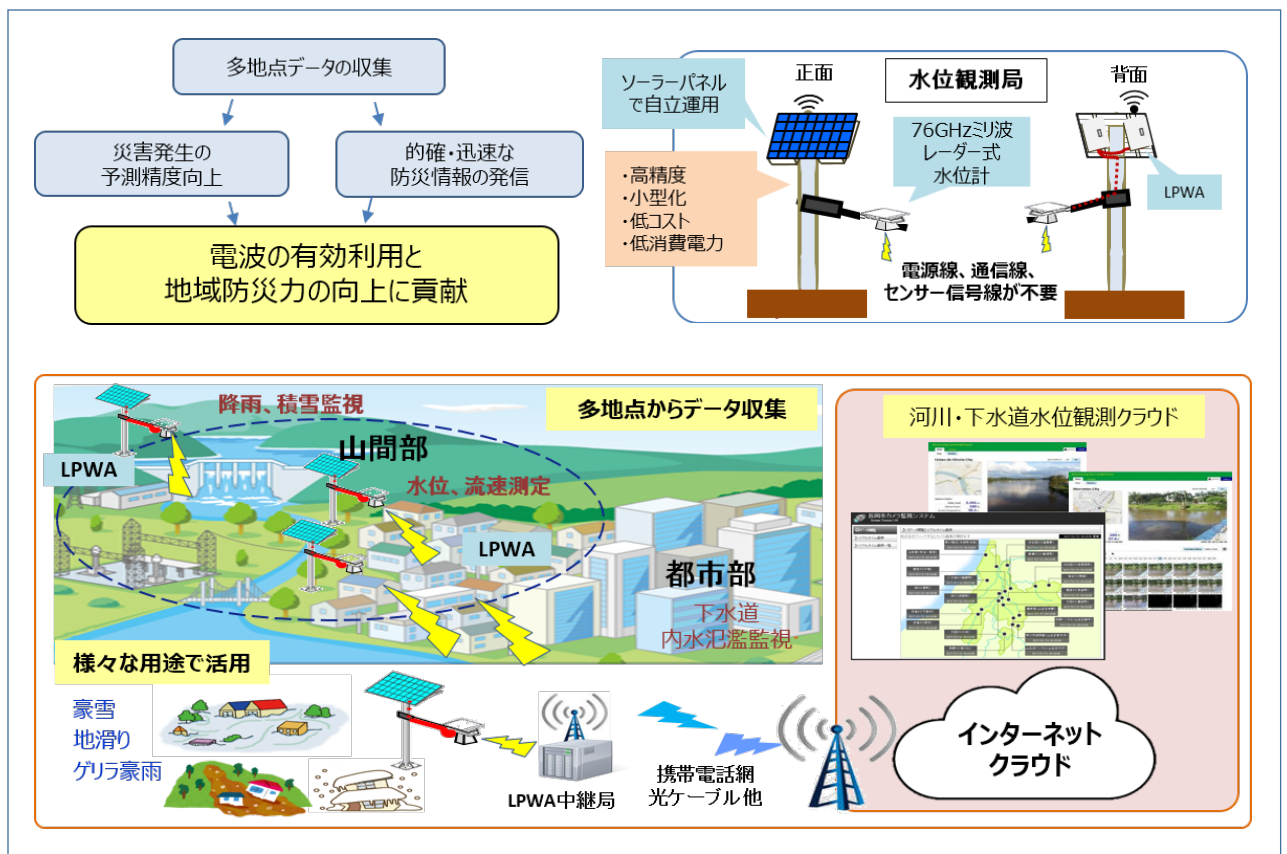 多地点データの収集
災害発生の
予測精度向上
的確・迅速な
防災情報の発信
電波の有効利用と
地域防災力の向上に貢献
ソーラーパネル
で自立運用
正面
水位観測局
背面
76GHzミリ波
レーダー式
水位計
・高精度
・小型化
・低コスト
・低消費電力
LPWA
電源線、通信線、
センサー信号線が不要
降雨、積雪監視
多地点からデータ収集
山間部
LPWA
水位、流速測定
LPWA
都市部
下水道
内水氾濫監視
河川・下水道水位観測クラウド
様々な用途で活用
豪雪
地滑り
ゲリラ豪雨
LPWA中継局
携帯電話網
光ケーブル他
インターネット
クラウド